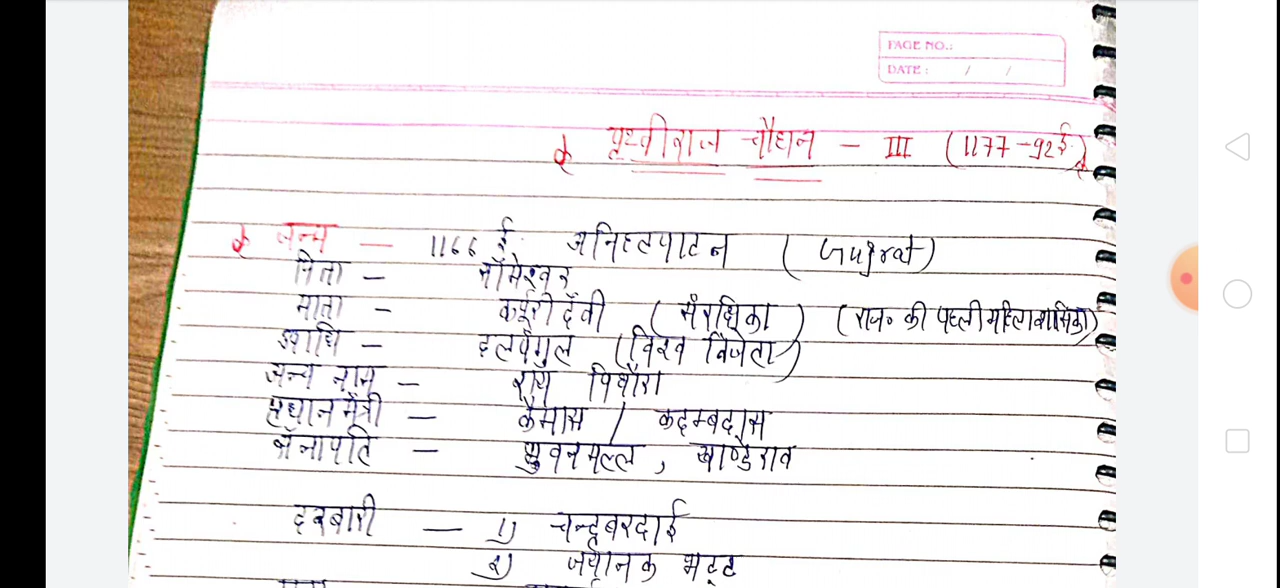 PAGE NO.:
DATE : / /
पृथ्वीराज चौहान - III (1177-92ई.)
जन्म - 1166 ई. अनिहलपाटन (Gujrat)
पिता - सोमेश्वर
माता - कर्पूरीदेवी (संरक्षिका) (राज० की पहली महिला शासिका)
उपाधि - दलपंगुल (विश्व विजेता)
अन्य नाम - राय पिथौरा
प्रधानमंत्री - कैमास / कदम्बदास
सेनापति - भुवनमल्ल, खाण्डेराव
दरबारी - 1) चन्द्रबरदाई
2) जयानक भट्ट